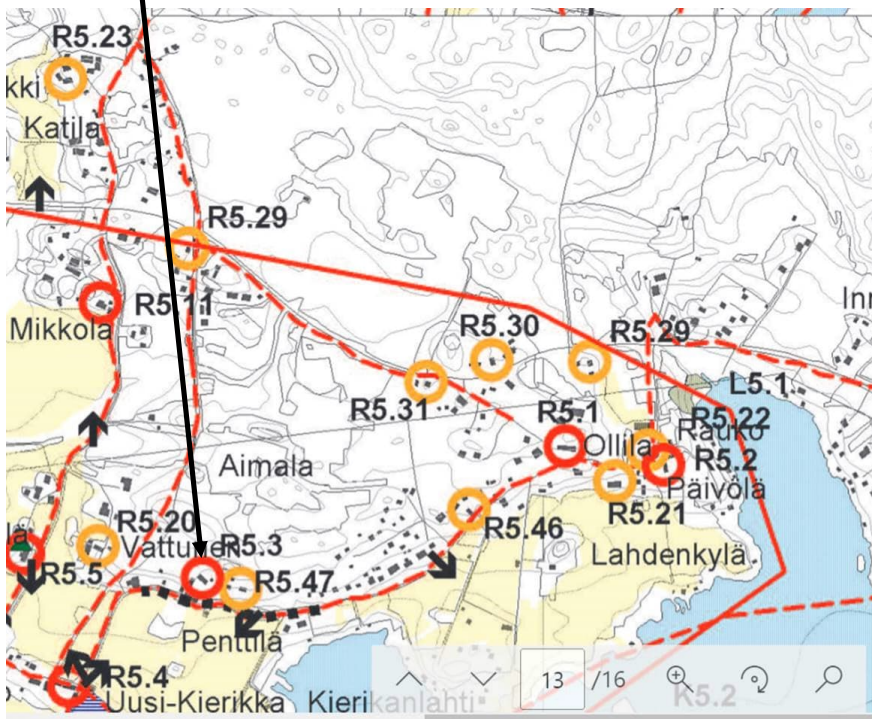 R5.23
kki
Katila
R5.29
R5.11
Mikkola
Inn
R5.30
R5.29
R5.31
L5.1
R5.1
R5.22
Ollila
Rauko
R5.2
Päivölä
Aimala
R5.21
R5.46
R5.20
Vattunen
R5.3
Lahdenkylä
R5.5
R5.47
Penttilä
R5.4
13 /16
Uusi-Kierikka
Kierikanlahti
K5.2